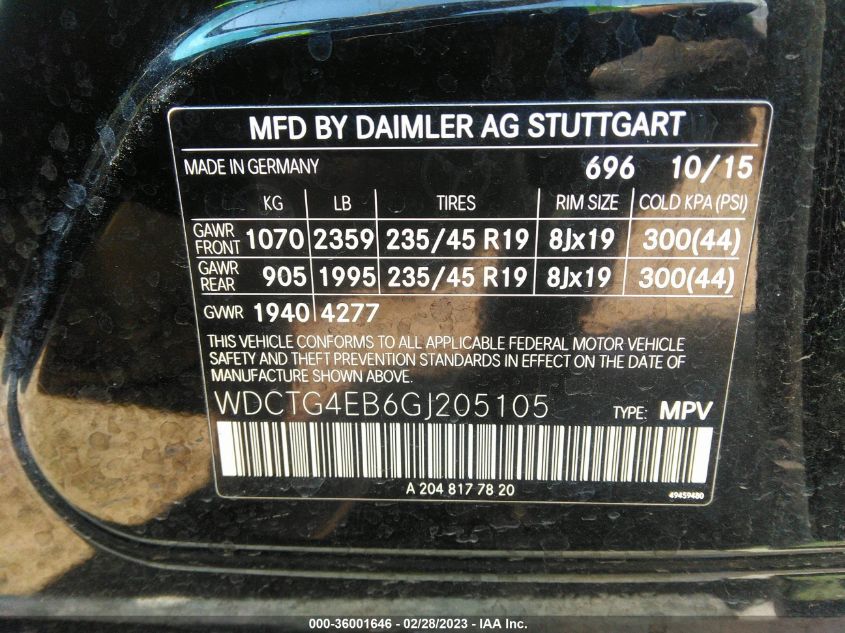 MFD BY DAIMLER AG STUTTGART
MADE IN GERMANY 696 10/15
KG LB TIRES RIM SIZE COLD KPA (PSI)
GAWR FRONT 1070 2359 235/45 R19 8Jx19 300(44)
GAWR REAR 905 1995 235/45 R19 8Jx19 300(44)
GVWR 1940 4277
THIS VEHICLE CONFORMS TO ALL APPLICABLE FEDERAL MOTOR VEHICLE
SAFETY AND THEFT PREVENTION STANDARDS IN EFFECT ON THE DATE OF
MANUFACTURE SHOWN ABOVE.
WDCTG4EB6GJ205105 TYPE: MPV
A 204 817 78 20 49459480
000-36001646 - 02/28/2023 - IAA Inc.